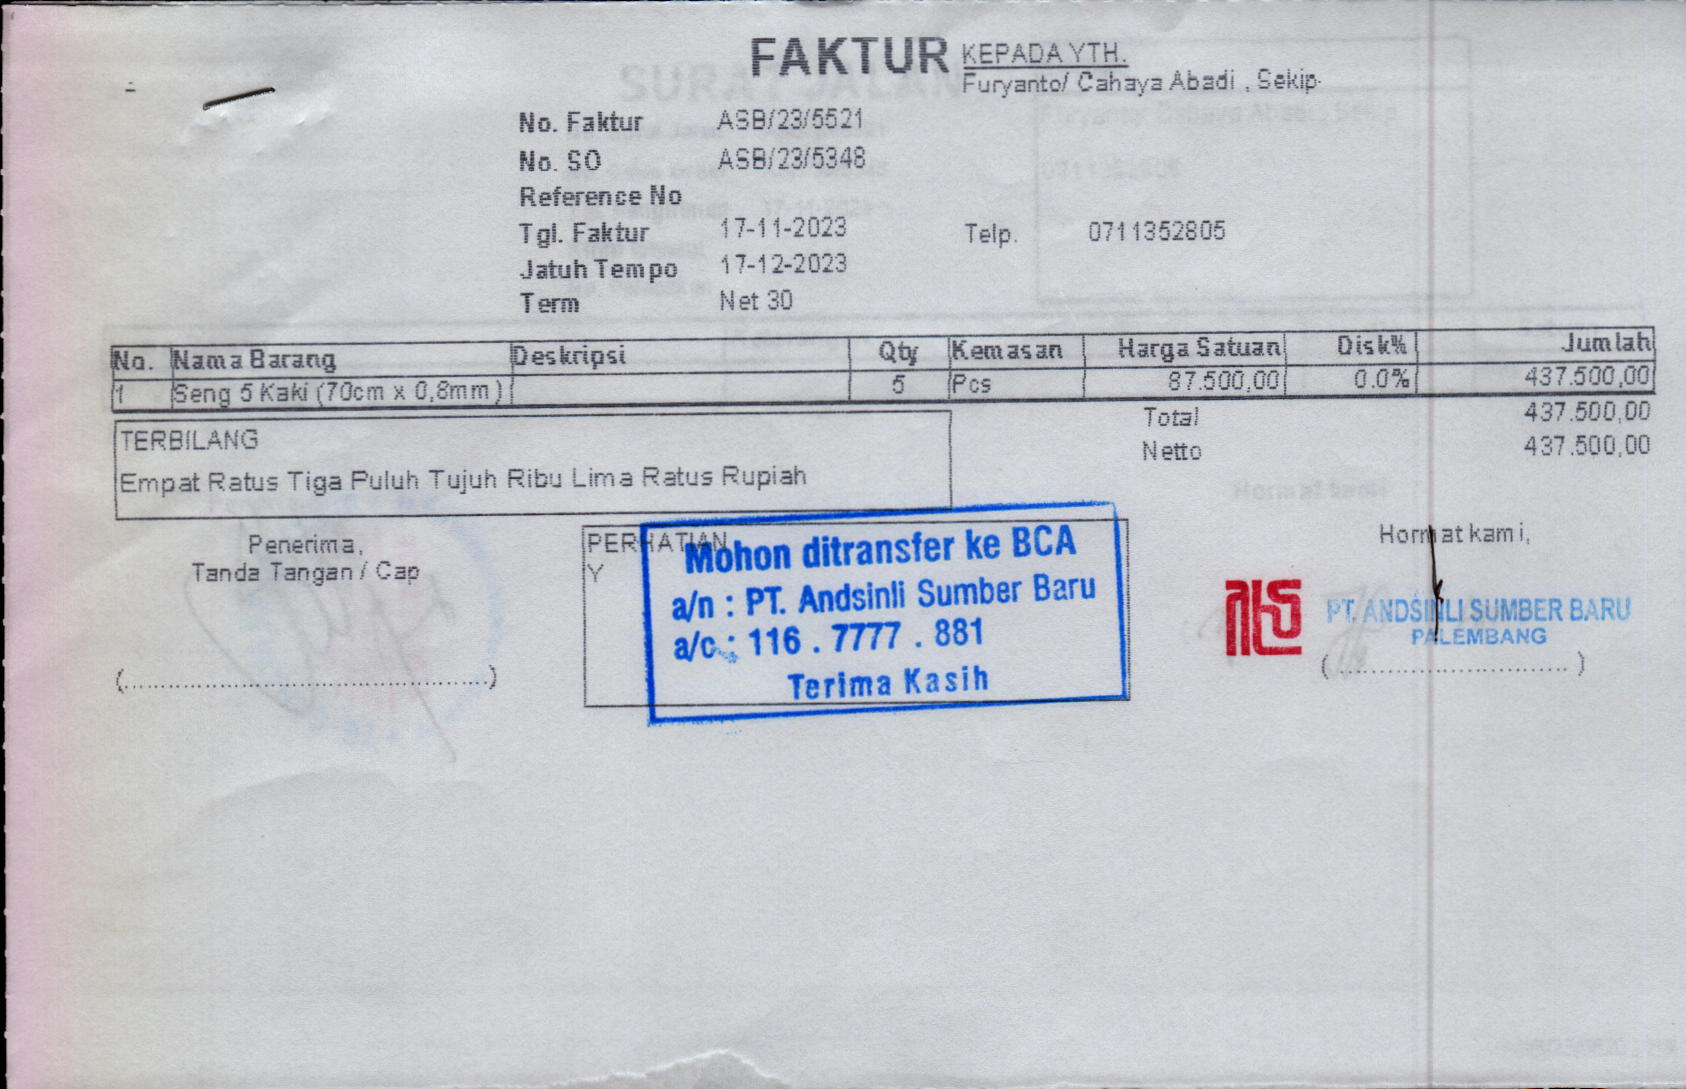 FAKTUR
KEPADA YTH.
Furyanto/ Cahaya Abadi , Sekip
No. Faktur ASB/23/5521
No. SO ASB/23/5348
Reference No
Tgl. Faktur 17-11-2023 Telp. 0711352805
Jatuh Tempo 17-12-2023
Term Net 30
No. Nama Barang Deskripsi Qty Kemasan Harga Satuan Disk% Jumlah
1 Seng 5 Kaki (70cm x 0,8mm) 5 Pcs 87.500,00 0.0% 437.500,00
Total 437.500,00
Netto 437.500,00
TERBILANG
Empat Ratus Tiga Puluh Tujuh Ribu Lima Ratus Rupiah
Penerima,
Tanda Tangan / Cap
(..................................................)
PERHATIAN
Y
Mohon ditransfer ke BCA
a/n : PT. Andsinli Sumber Baru
a/c : 116 . 7777 . 881
Terima Kasih
Hormat kami,
PT. ANDSINLI SUMBER BARU
PALEMBANG
(..................................)